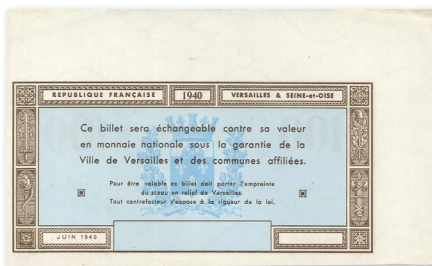 REPUBLIQUE FRANÇAISE 1940 VERSAILLES & SEINE-et-OISE
Ce billet sera échangeable contre sa valeur
en monnaie nationale sous la garantie de la
Ville de Versailles et des communes affiliées.
Pour être valable ce billet doit porter l'empreinte
du sceau en relief de Versailles.
Tout contrefacteur s'expose à la rigueur de la loi.
JUIN 1940